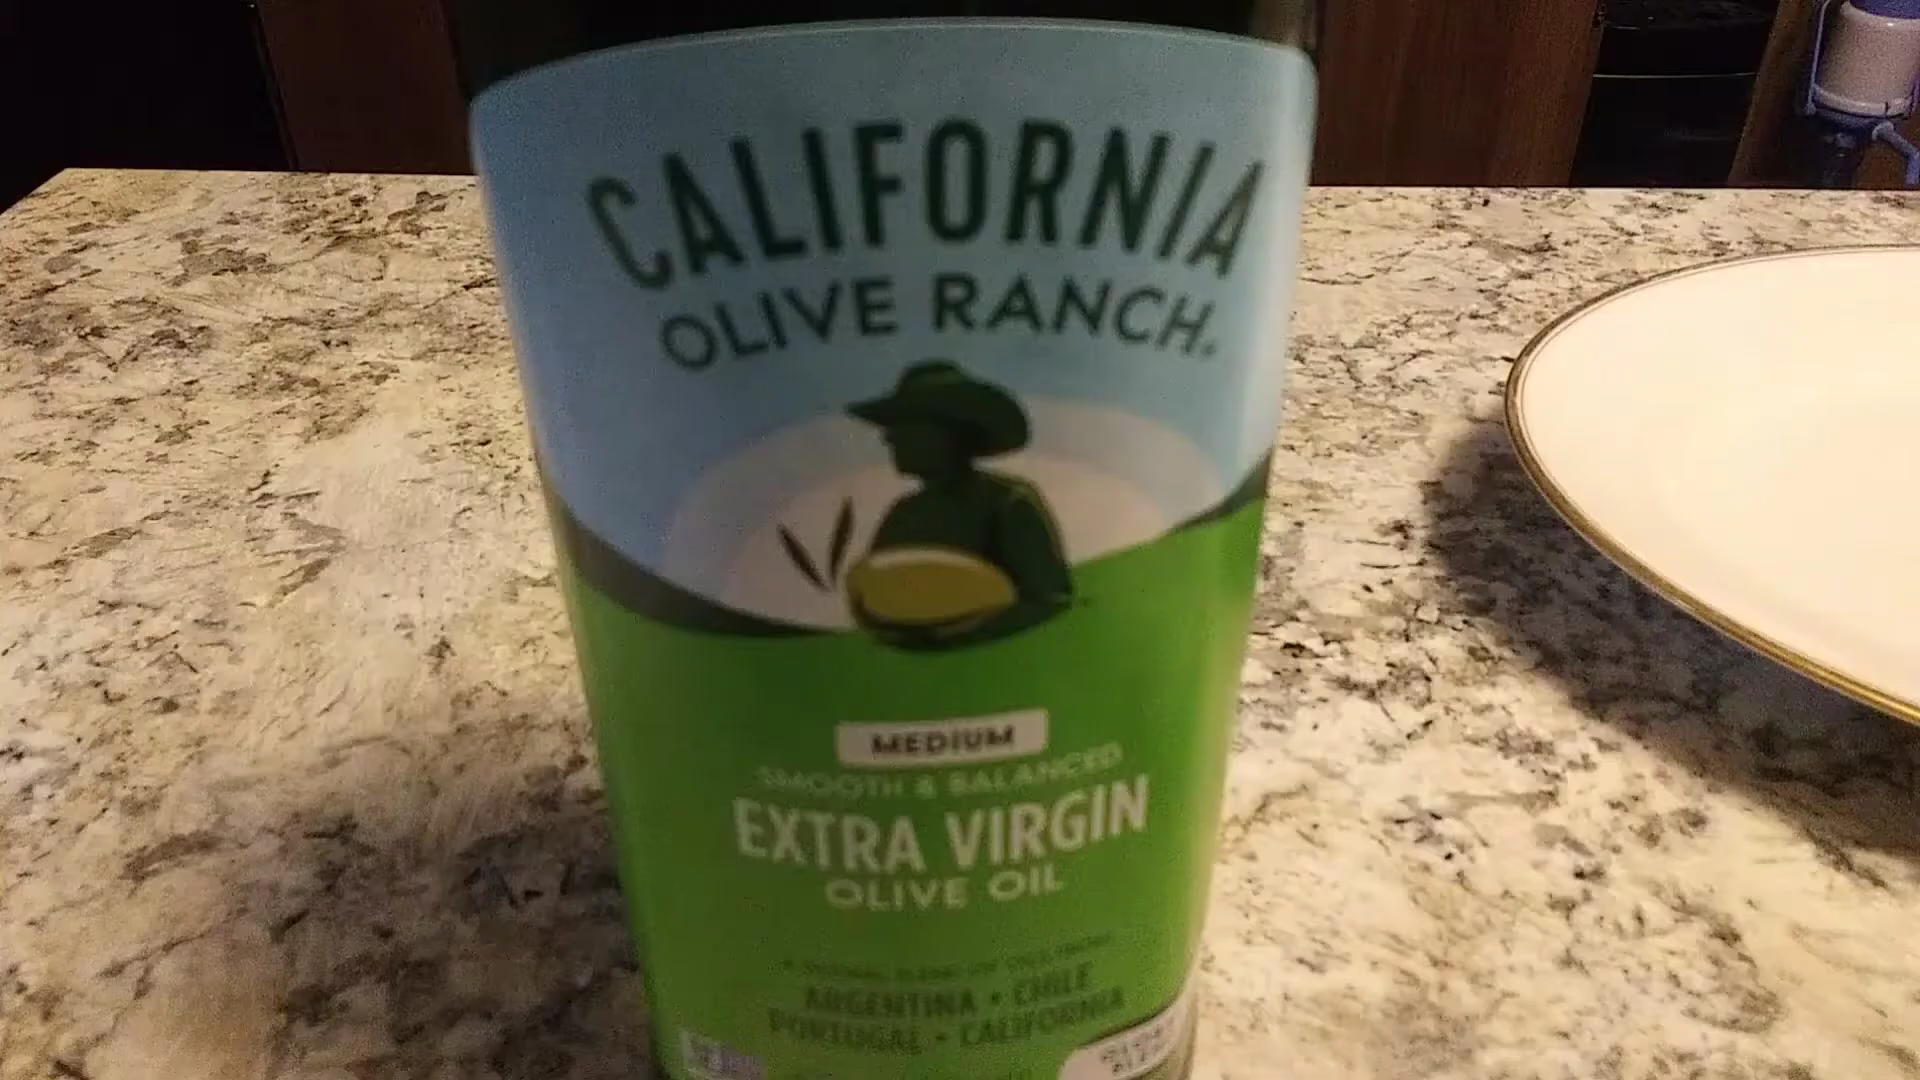 CALIFORNIA
OLIVE RANCH
MEDIUM
SMOOTH & BALANCED
EXTRA VIRGIN
OLIVE OIL
ARGENTINA • CHILE
PORTUGAL • CALIFORNIA